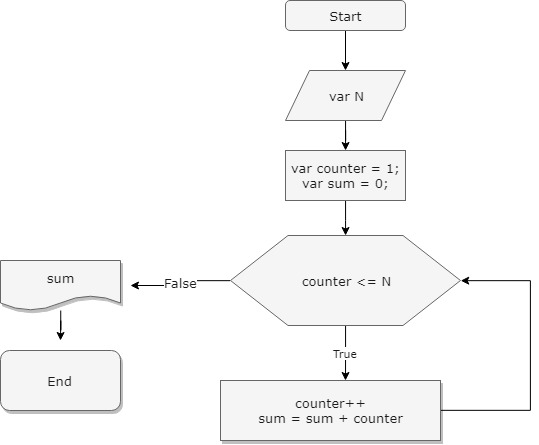 Start
var N
var counter = 1;
var sum = 0;
counter <= N
False
sum
True
End
counter++
sum = sum + counter